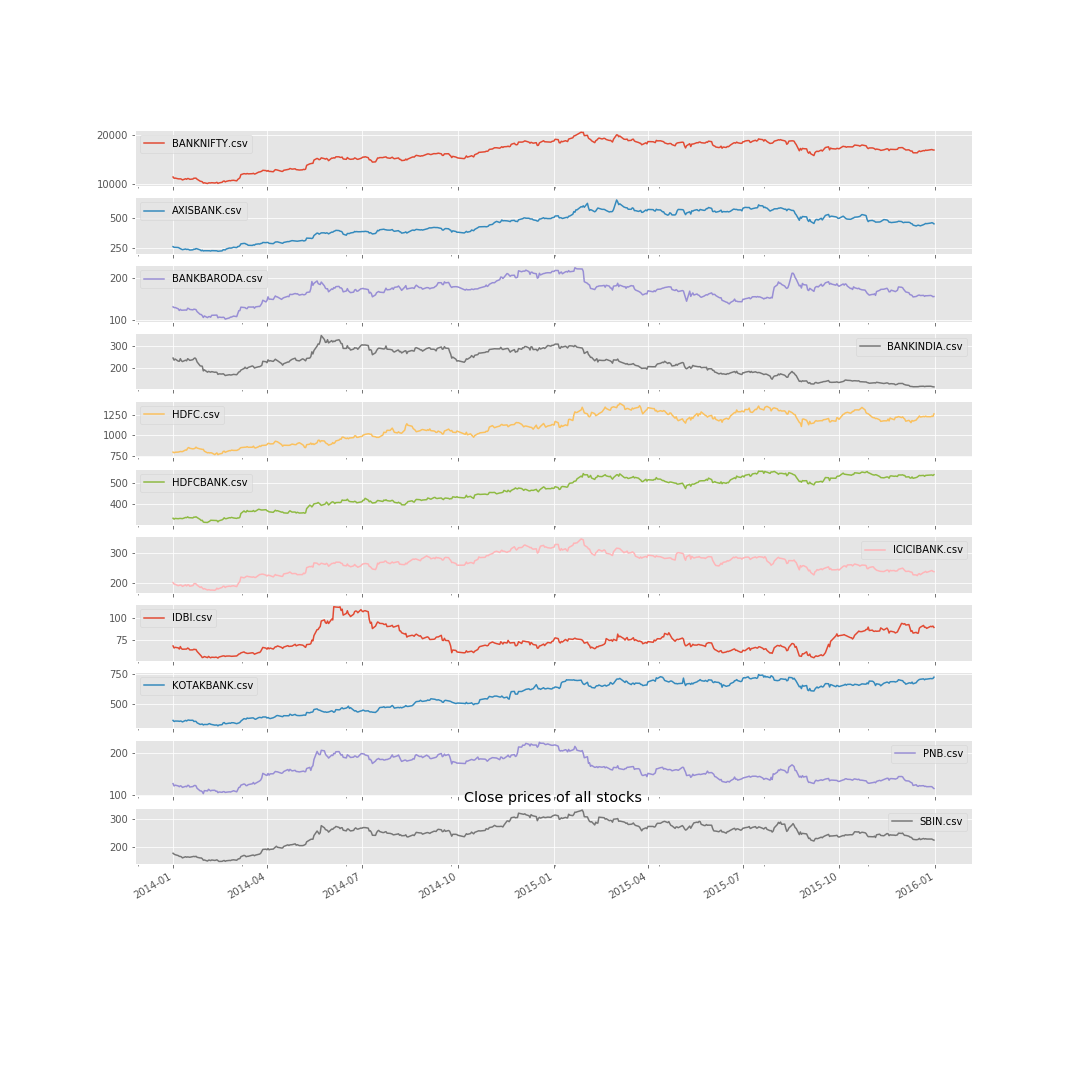 20000
BANKNIFTY.csv
10000
AXISBANK.csv
500
250
BANKBARODA.csv
200
100
BANKINDIA.csv
300
200
HDFC.csv
1250
1000
750
HDFCBANK.csv
500
400
ICICIBANK.csv
300
200
IDBI.csv
100
75
KOTAKBANK.csv
750
500
PNB.csv
200
100
Close prices of all stocks
SBIN.csv
300
200
2014-01 2014-04 2014-07 2014-10 2015-01 2015-04 2015-07 2015-10 2016-01